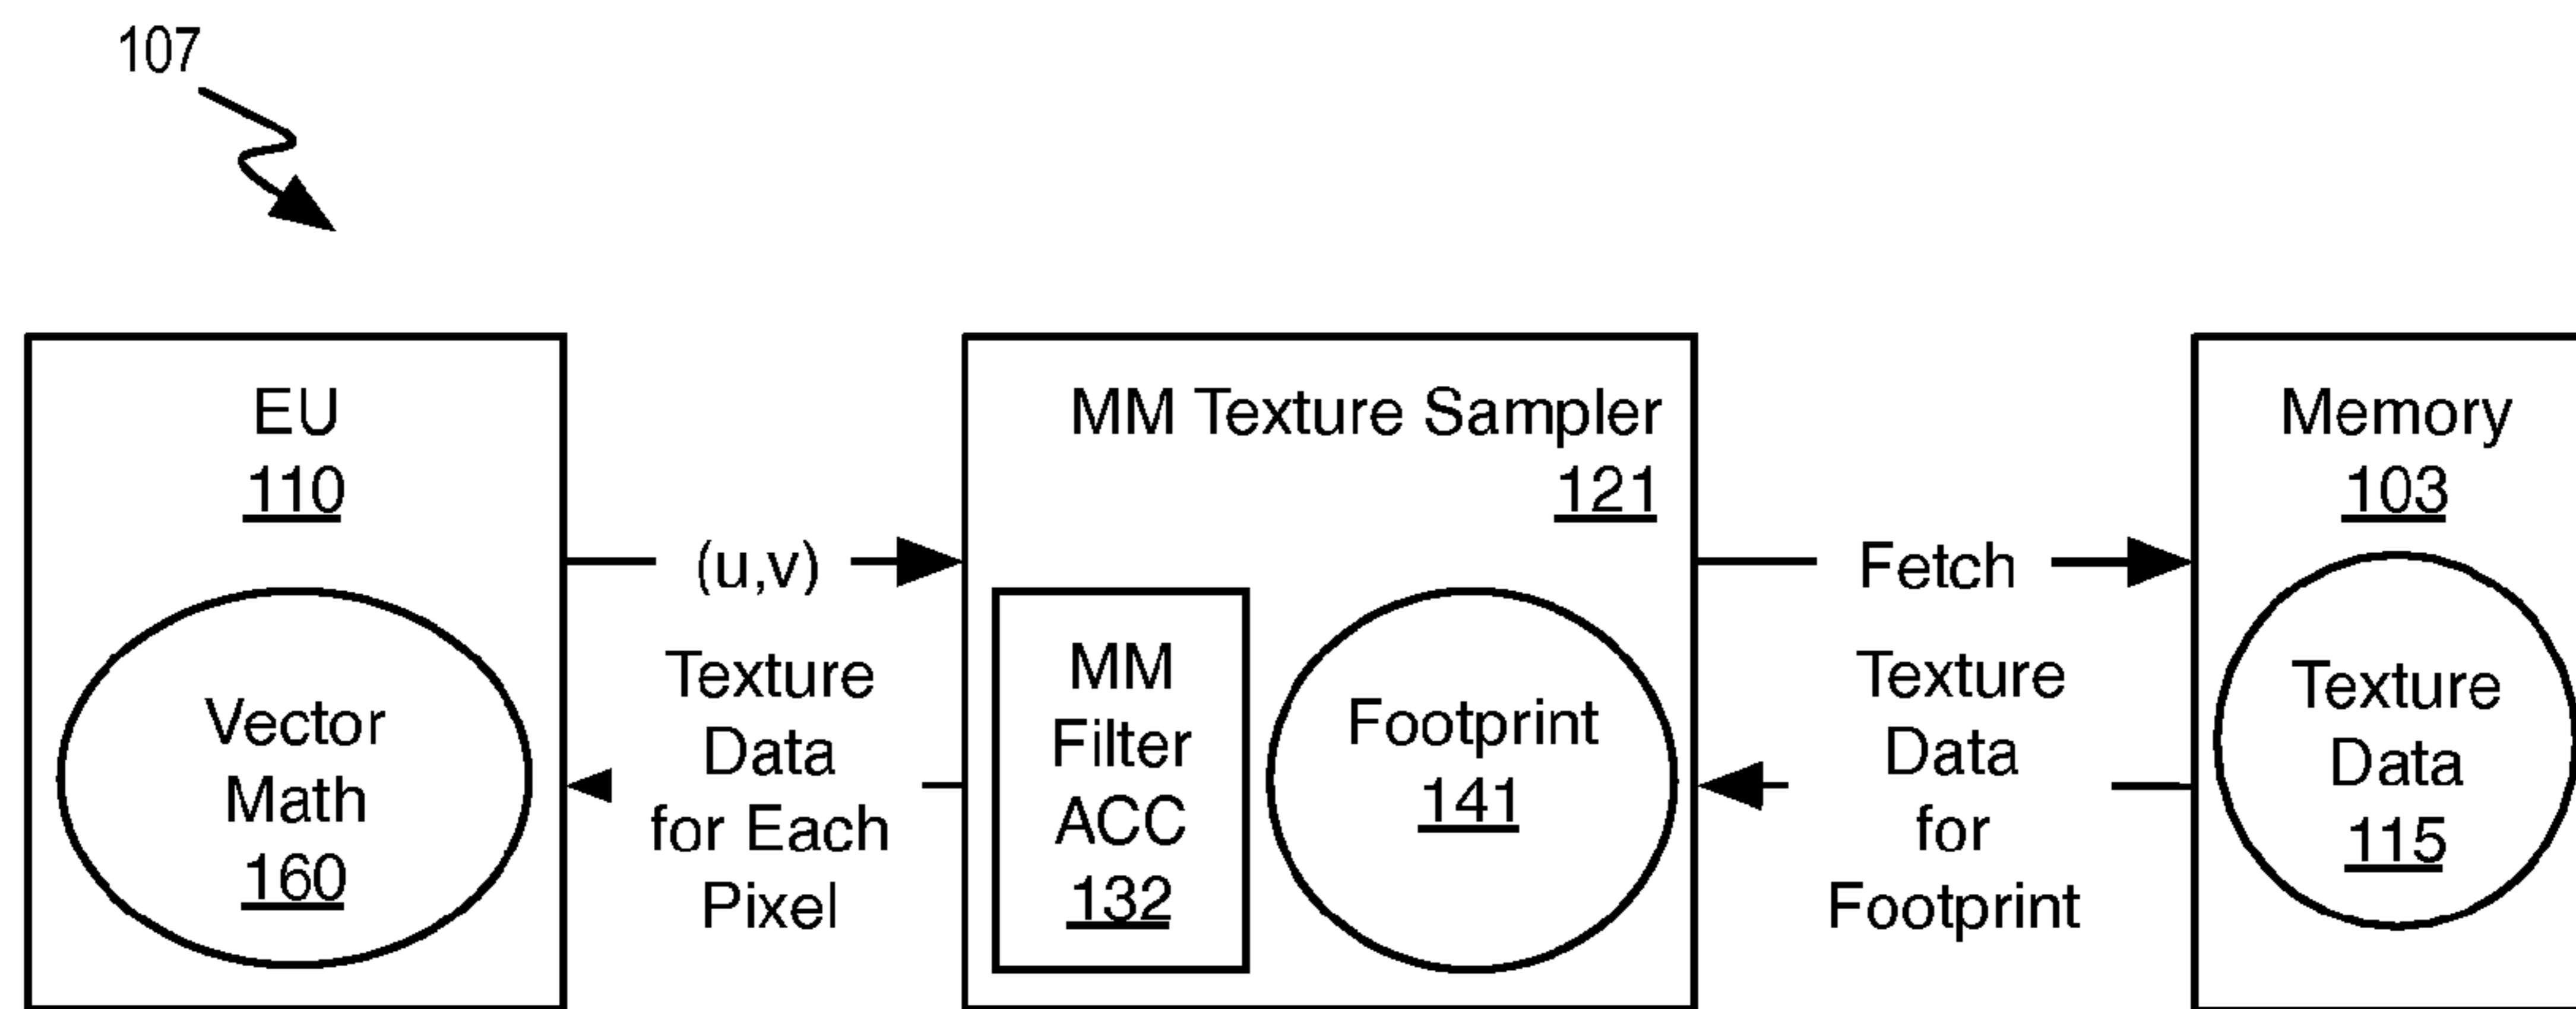 107
EU
110
Vector
Math
160
(u,v)
Texture
Data
for Each
Pixel
MM Texture Sampler
121
MM
Filter
ACC
132
Footprint
141
Fetch
Texture
Data
for
Footprint
Memory
103
Texture
Data
115